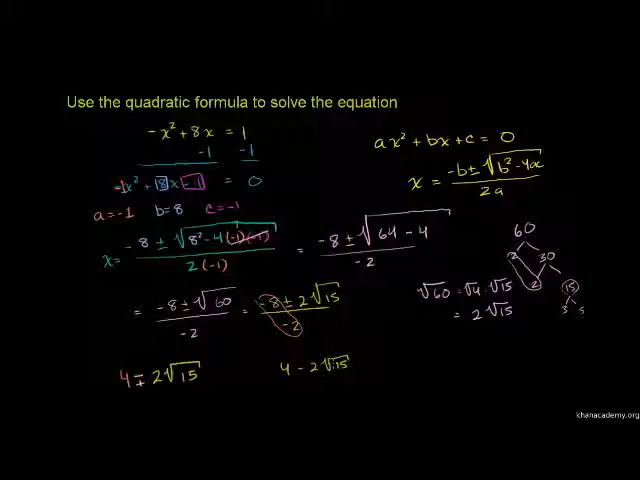 Use the quadratic formula to solve the equation
-x² + 8x = 1
-1 -1
-1x² + 8x - 1 = 0
a = -1 b = 8 c = -1
x = (-8 ± √(8² - 4(-1)(-1))) / 2(-1) = (-8 ± √(64 - 4)) / -2
= (-8 ± √60) / -2 = (-8 ± 2√15) / -2
4 ∓ 2√15 4 - 2√15
ax² + bx + c = 0
x = (-b ± √(b² - 4ac)) / 2a
60
2 30
2 15
3 5
√60 = √4 · √15
= 2√15
khanacademy.org